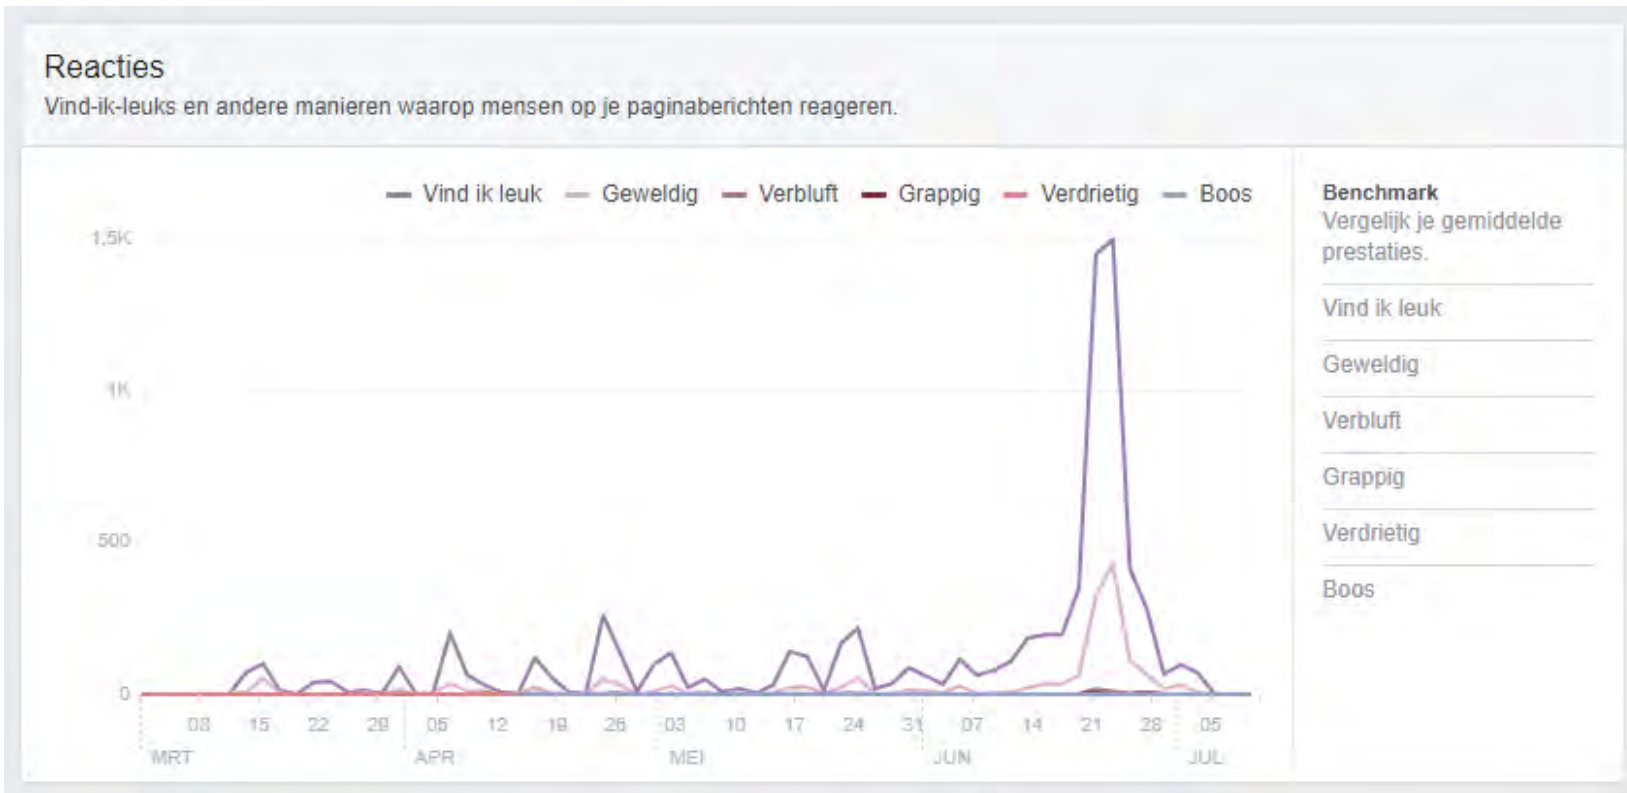 Reacties
Vind-ik-leuks en andere manieren waarop mensen op je paginaberichten reageren.
Vind ik leuk Geweldig Verbluft Grappig Verdrietig Boos
1,5K
1K
500
0
08 15 22 29 05 12 19 26 03 10 17 24 31 07 14 21 28 05
MRT APR MEI JUN JUL
Benchmark
Vergelijk je gemiddelde
prestaties.
Vind ik leuk
Geweldig
Verbluft
Grappig
Verdrietig
Boos